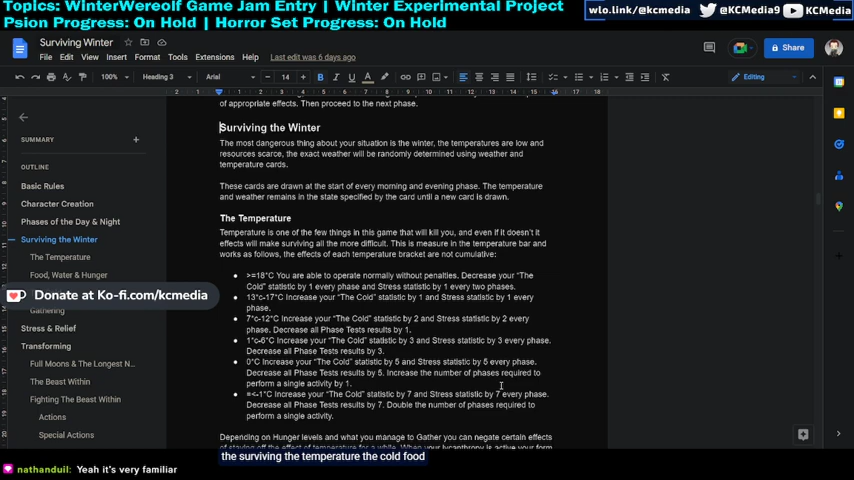 Topics: WinterWereolf Game Jam Entry | Winter Experimental Project
Psion Progress: On Hold | Horror Set Progress: On Hold
wlo.link/@kcmedia KCMedia9 KCMedia
Surviving Winter
File Edit View Insert Format Tools Extensions Help Last edit was 6 days ago
Share
100% Heading 3 Arial 14 Editing
SUMMARY
OUTLINE
Basic Rules
Character Creation
Phases of the Day & Night
Surviving the Winter
The Temperature
Food, Water & Hunger
Donate at Ko-fi.com/kcmedia
Gathering
Stress & Relief
Transforming
Full Moons & The Longest N...
The Beast Within
Fighting The Beast Within
Actions
Special Actions
of appropriate effects. Then proceed to the next phase.
Surviving the Winter
The most dangerous thing about your situation is the winter, the temperatures are low and
resources scarce, the exact weather will be randomly determined using weather and
temperature cards.
These cards are drawn at the start of every morning and evening phase. The temperature
and weather remains in the state specified by the card until a new card is drawn.
The Temperature
Temperature is one of the few things in this game that will kill you, and even if it doesn't it
effects will make surviving all the more difficult. This is measure in the temperature bar and
works as follows, the effects of each temperature bracket are not cumulative:
● >=18°C You are able to operate normally without penalties. Decrease your "The
Cold" statistic by 1 every phase and Stress statistic by 1 every two phases.
● 13°c-17°C Increase your "The Cold" statistic by 1 and Stress statistic by 1 every
phase.
● 7°c-12°C Increase your "The Cold" statistic by 2 and Stress statistic by 2 every
phase. Decrease all Phase Tests results by 1.
● 1°c-6°C Increase your "The Cold" statistic by 3 and Stress statistic by 3 every phase.
Decrease all Phase Tests results by 3.
● 0°C Increase your "The Cold" statistic by 5 and Stress statistic by 5 every phase.
Decrease all Phase Tests results by 5. Increase the number of phases required to
perform a single activity by 1.
● =<-1°C Increase your "The Cold" statistic by 7 and Stress statistic by 7 every phase.
Decrease all Phase Tests results by 7. Double the number of phases required to
perform a single activity.
Depending on Hunger levels and what you manage to Gather you can negate certain effects
of staving off the effect of temperature for a while. When your lycanthropy is active your form
the surviving the temperature the cold food
nathanduil: Yeah it's very familiar